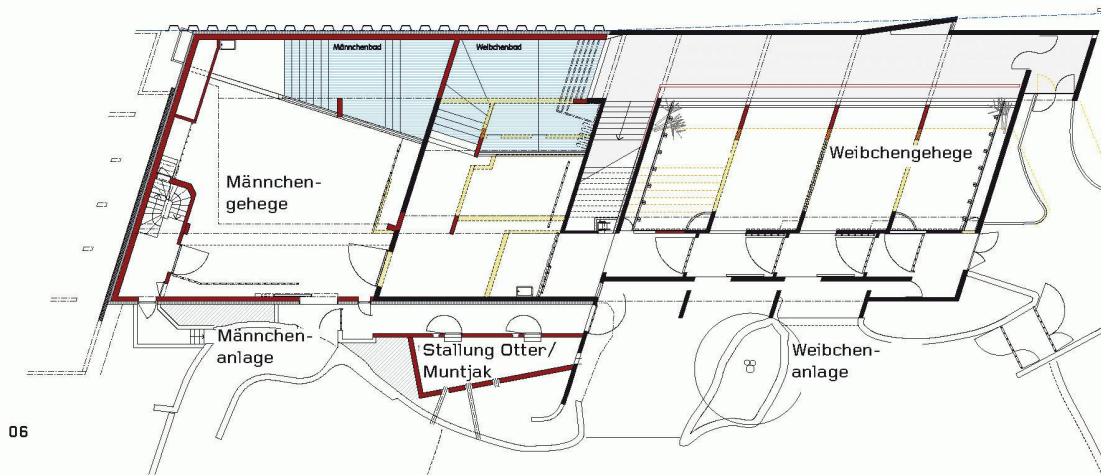 Männchenbad
Weibchenbad
Männchen-
gehege
Weibchengehege
Männchen-
anlage
Stallung Otter/
Muntjak
Weibchen-
anlage
06